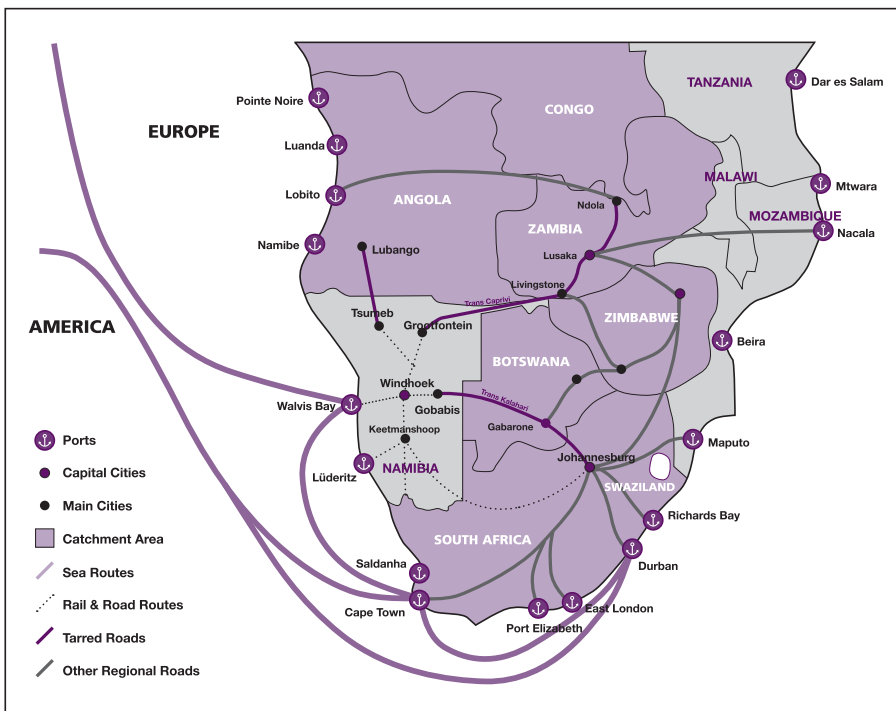 TANZANIA
Dar es Salam
Pointe Noire
CONGO
EUROPE
Luanda
MALAWI
Mtwara
Lobito
ANGOLA
Ndola
MOZAMBIQUE
ZAMBIA
Nacala
Namibe
Lubango
Lusaka
Livingstone
Trans Caprivi
Tsumeb
ZIMBABWE
AMERICA
Grootfontein
Beira
BOTSWANA
Windhoek
Trans Kalahari
Walvis Bay
Gobabis
Keetmanshoop
Gabarone
Ports
Maputo
Johannesburg
Capital Cities
Lüderitz
NAMIBIA
SWAZILAND
Main Cities
Richards Bay
Catchment Area
SOUTH AFRICA
Saldanha
Durban
Sea Routes
Rail & Road Routes
Cape Town
East London
Port Elizabeth
Tarred Roads
Other Regional Roads